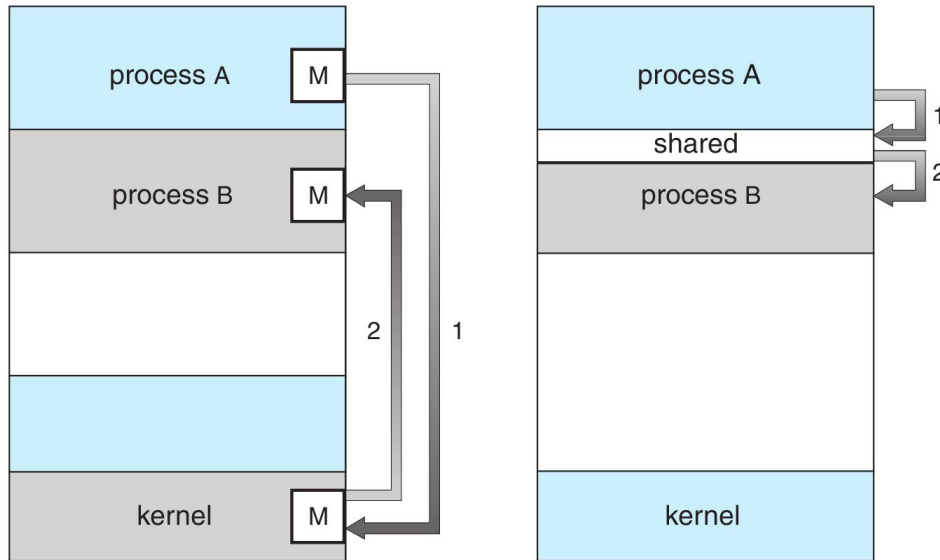 process A
M
process B
M
2
1
kernel
M
process A
1
shared
2
process B
kernel